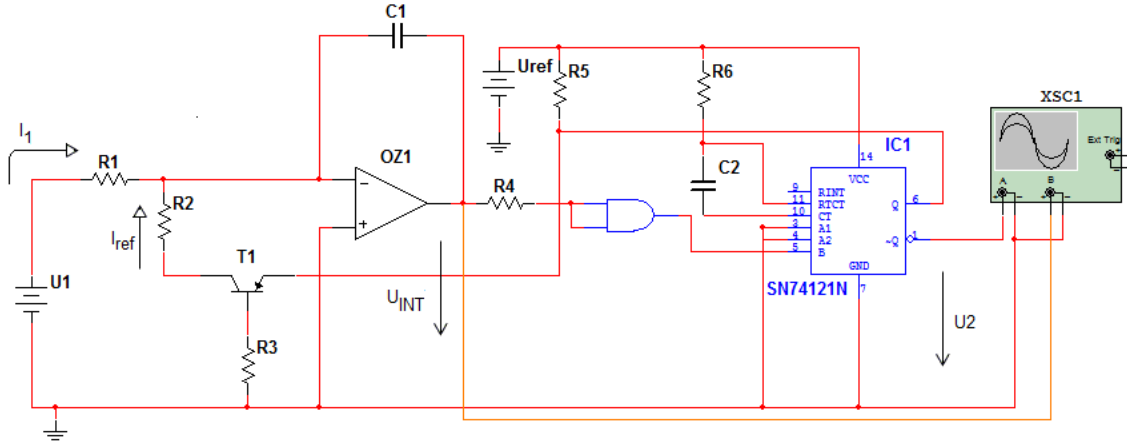 C1
Uref
R5
R6
XSC1
Ext Trig
+
-
A
B
+ - + -
I1
R1
OZ1
IC1
C2
14
VCC
R2
R4
9 RINT
11 RTCT
10 CT
3 A1
4 A2
5 B
Q 6
~Q 1
GND
7
Iref
T1
U1
UINT
SN74121N
R3
U2